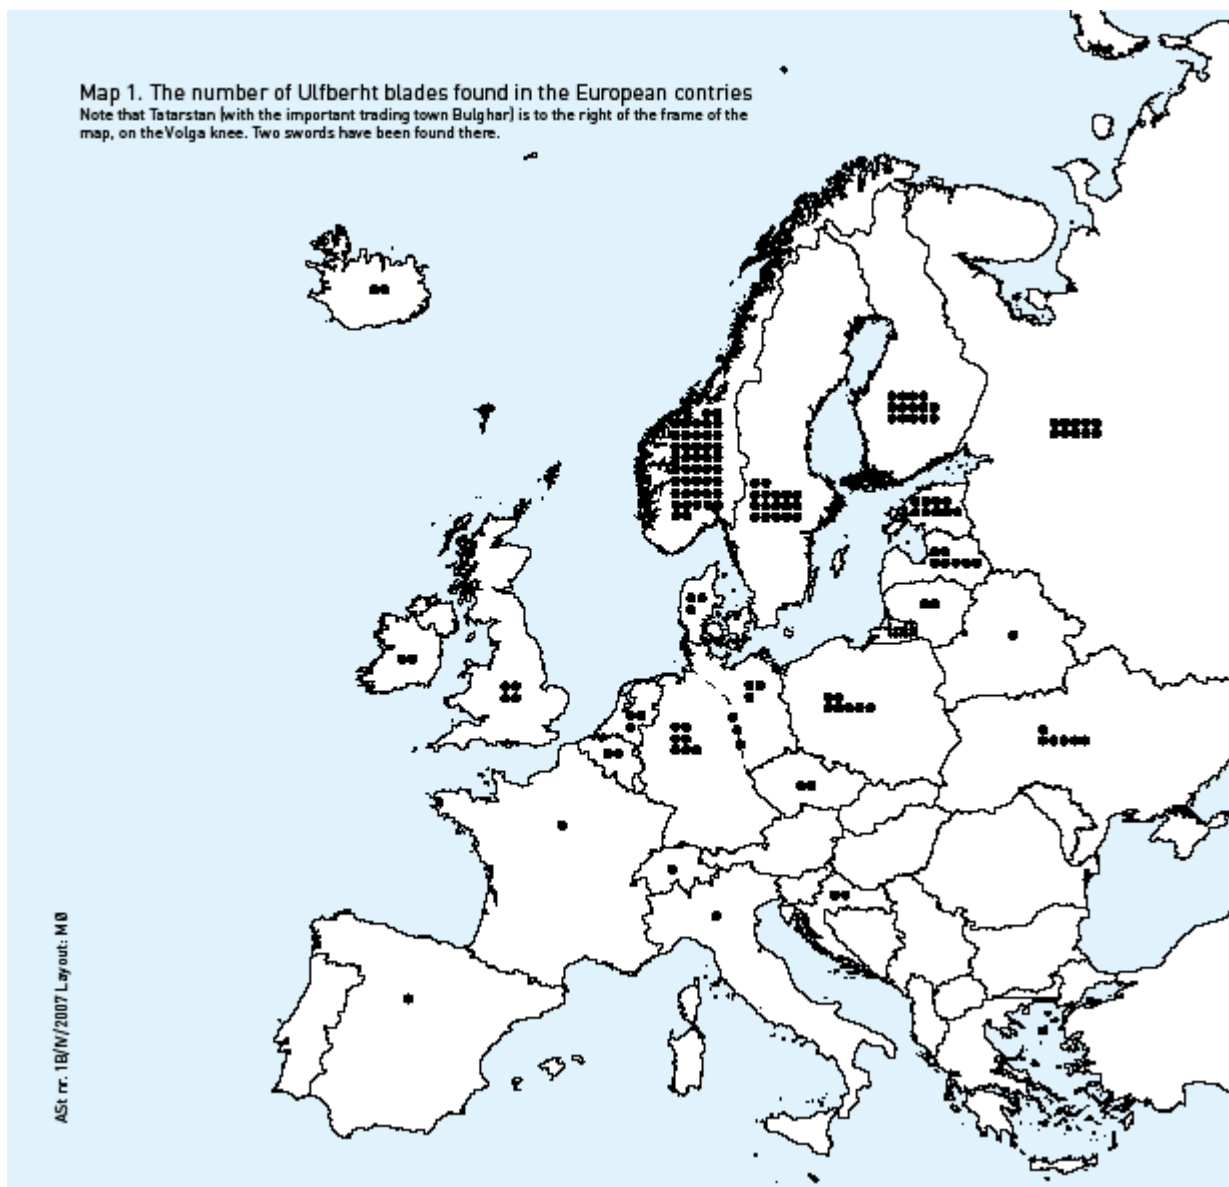 Map 1. The number of Ulfberht blades found in the European contries
Note that Tatarstan (with the important trading town Bulghar) is to the right of the frame of the
map, on theVolga knee. Two swords have been found there.
ASt nr. 1B/N/2007 Layout: MØ